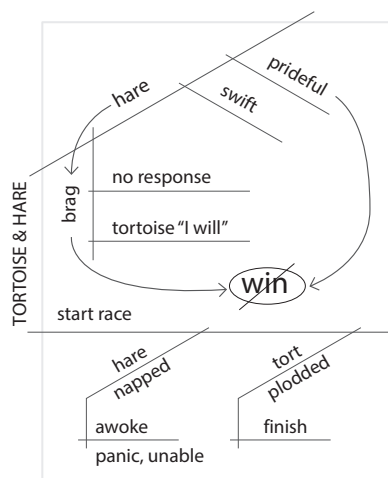 TORTOISE & HARE
hare
prideful
swift
brag
no response
tortoise “I will”
win
start race
hare
napped
tort
plodded
awoke
panic, unable
finish